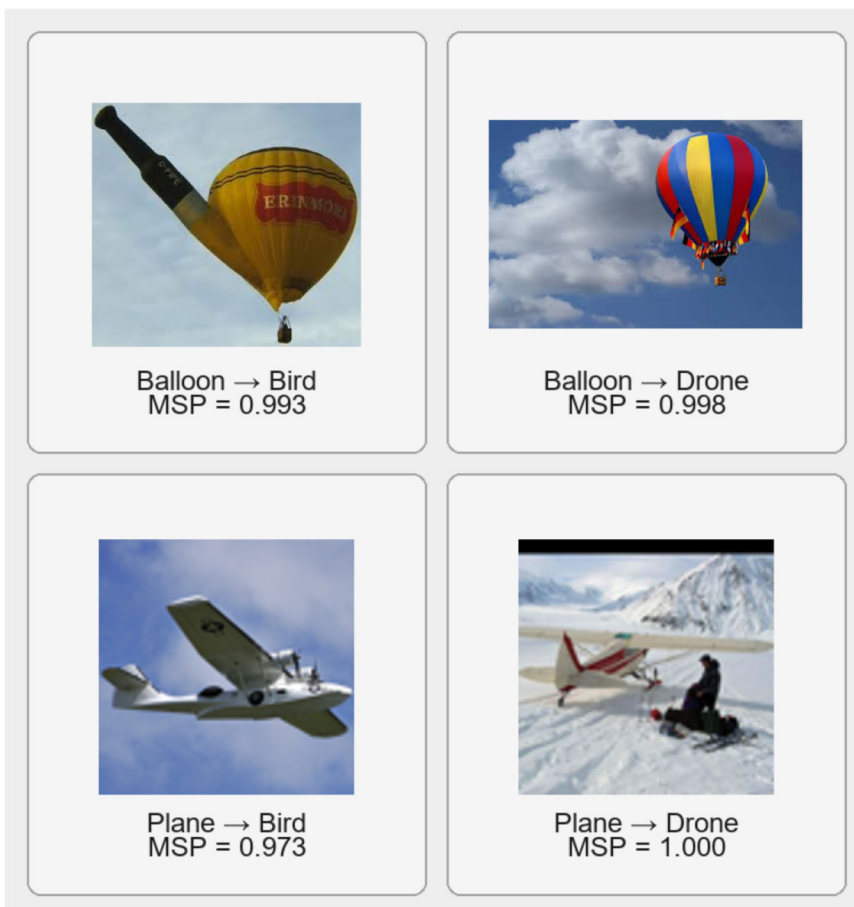 G-PIPE
ERINMORE
Balloon → Bird
MSP = 0.993
Balloon → Drone
MSP = 0.998
Plane → Bird
MSP = 0.973
Plane → Drone
MSP = 1.000